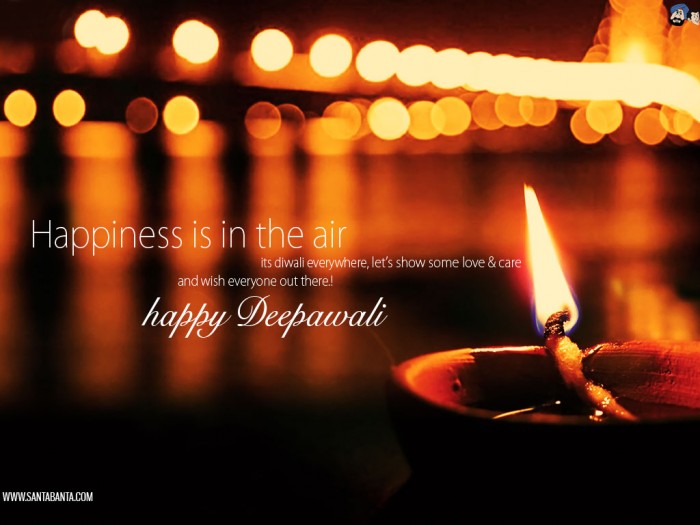 Happiness is in the air
its diwali everywhere, let's show some love & care
and wish everyone out there.!
happy Deepawali
WWW.SANTABANTA.COM